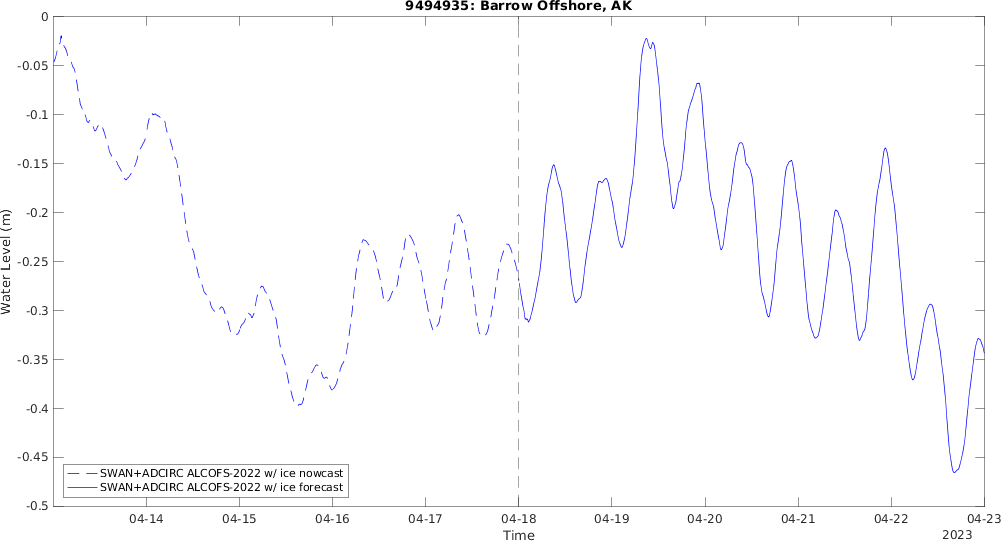 9494935: Barrow Offshore, AK
0
-0.05
-0.1
-0.15
-0.2
-0.25
-0.3
-0.35
-0.4
-0.45
-0.5
Water Level (m)
SWAN+ADCIRC ALCOFS-2022 w/ ice nowcast
SWAN+ADCIRC ALCOFS-2022 w/ ice forecast
04-14 04-15 04-16 04-17 04-18 04-19 04-20 04-21 04-22 04-23
Time
2023